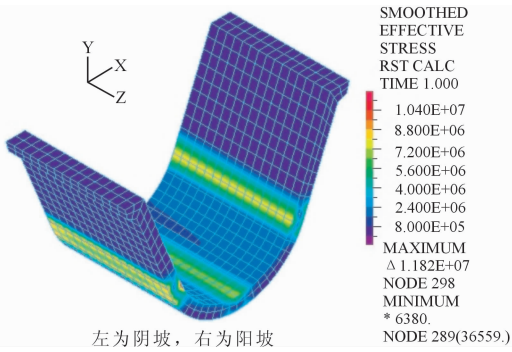 SMOOTHED
EFFECTIVE
STRESS
RST CALC
TIME 1.000
Y
X
Z
1.040E+07
8.800E+06
7.200E+06
5.600E+06
4.000E+06
2.400E+06
8.000E+05
MAXIMUM
Δ 1.182E+07
NODE 298
MINIMUM
* 6380.
NODE 289(36559.)
左为阴坡，右为阳坡